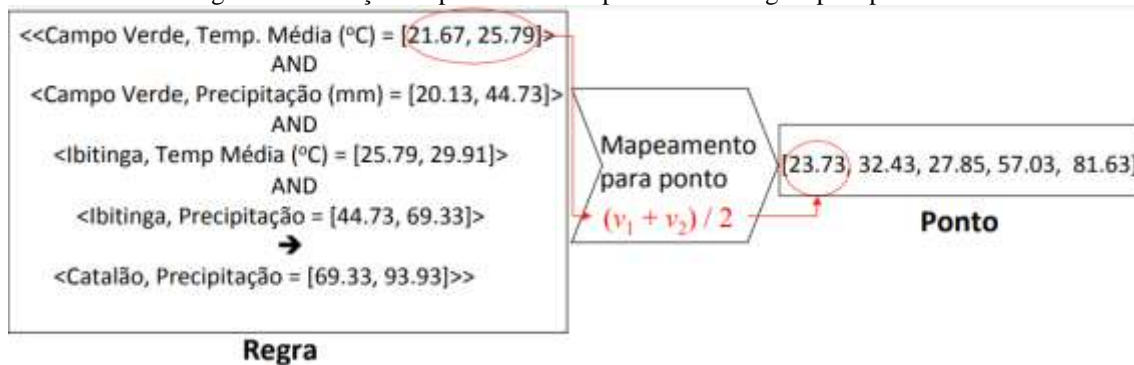 <<Campo Verde, Temp. Média (ºC) = [21.67, 25.79]>
AND
<Campo Verde, Precipitação (mm) = [20.13, 44.73]>
AND
<Ibitinga, Temp Média (ºC) = [25.79, 29.91]>
AND
<Ibitinga, Precipitação = [44.73, 69.33]>
➔
<Catalão, Precipitação = [69.33, 93.93]>>
Regra
Mapeamento
para ponto
(v₁ + v₂) / 2
[23.73, 32.43, 27.85, 57.03, 81.63]
Ponto